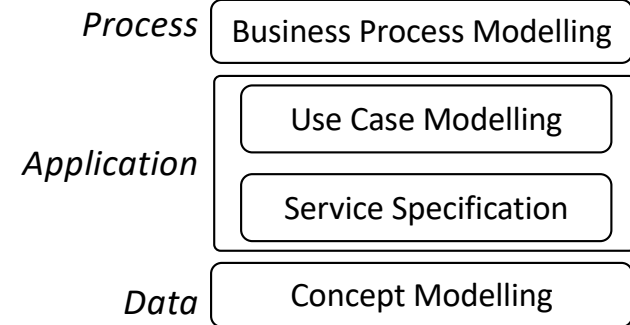 Process
Business Process Modelling
Use Case Modelling
Application
Service Specification
Data
Concept Modelling